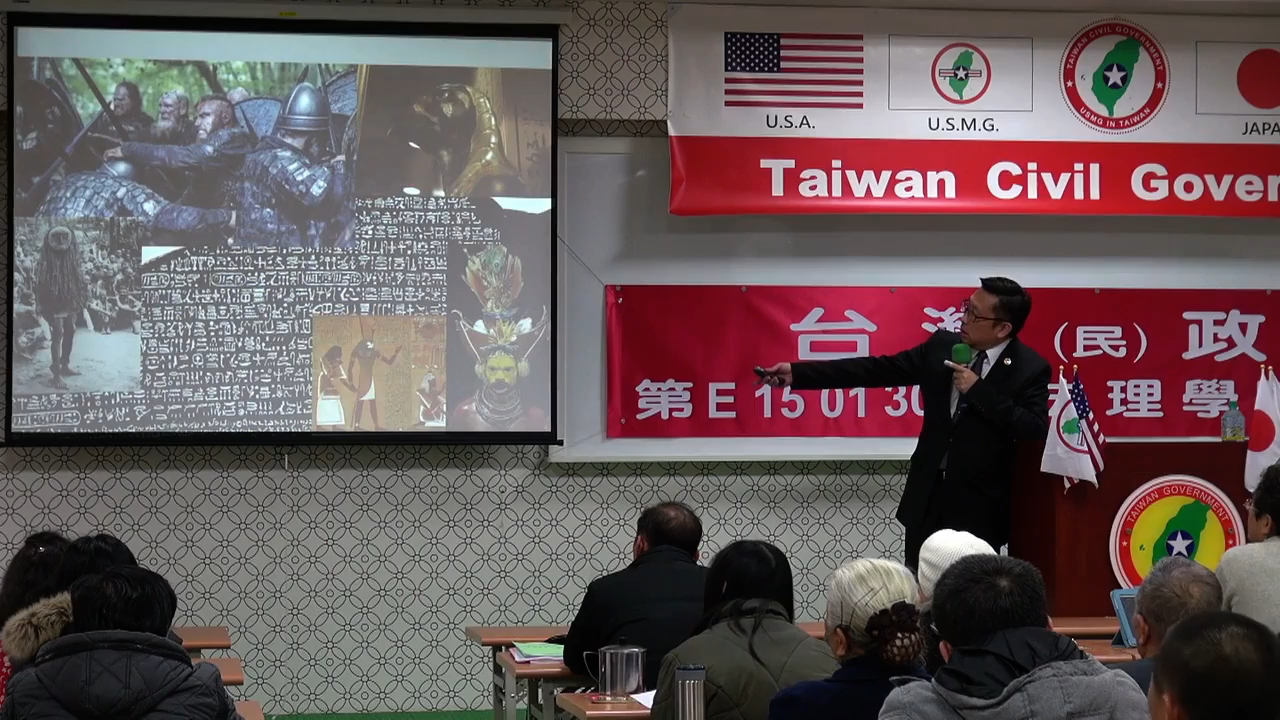 U.S.A.
U.S.M.G.
TAIWAN CIVIL GOVERNMENT
USMG IN TAIWAN
JAPA
Taiwan Civil Gover
台灣 (民) 政
第 E 15 01 30 理 學
TAIWAN GOVERNMENT